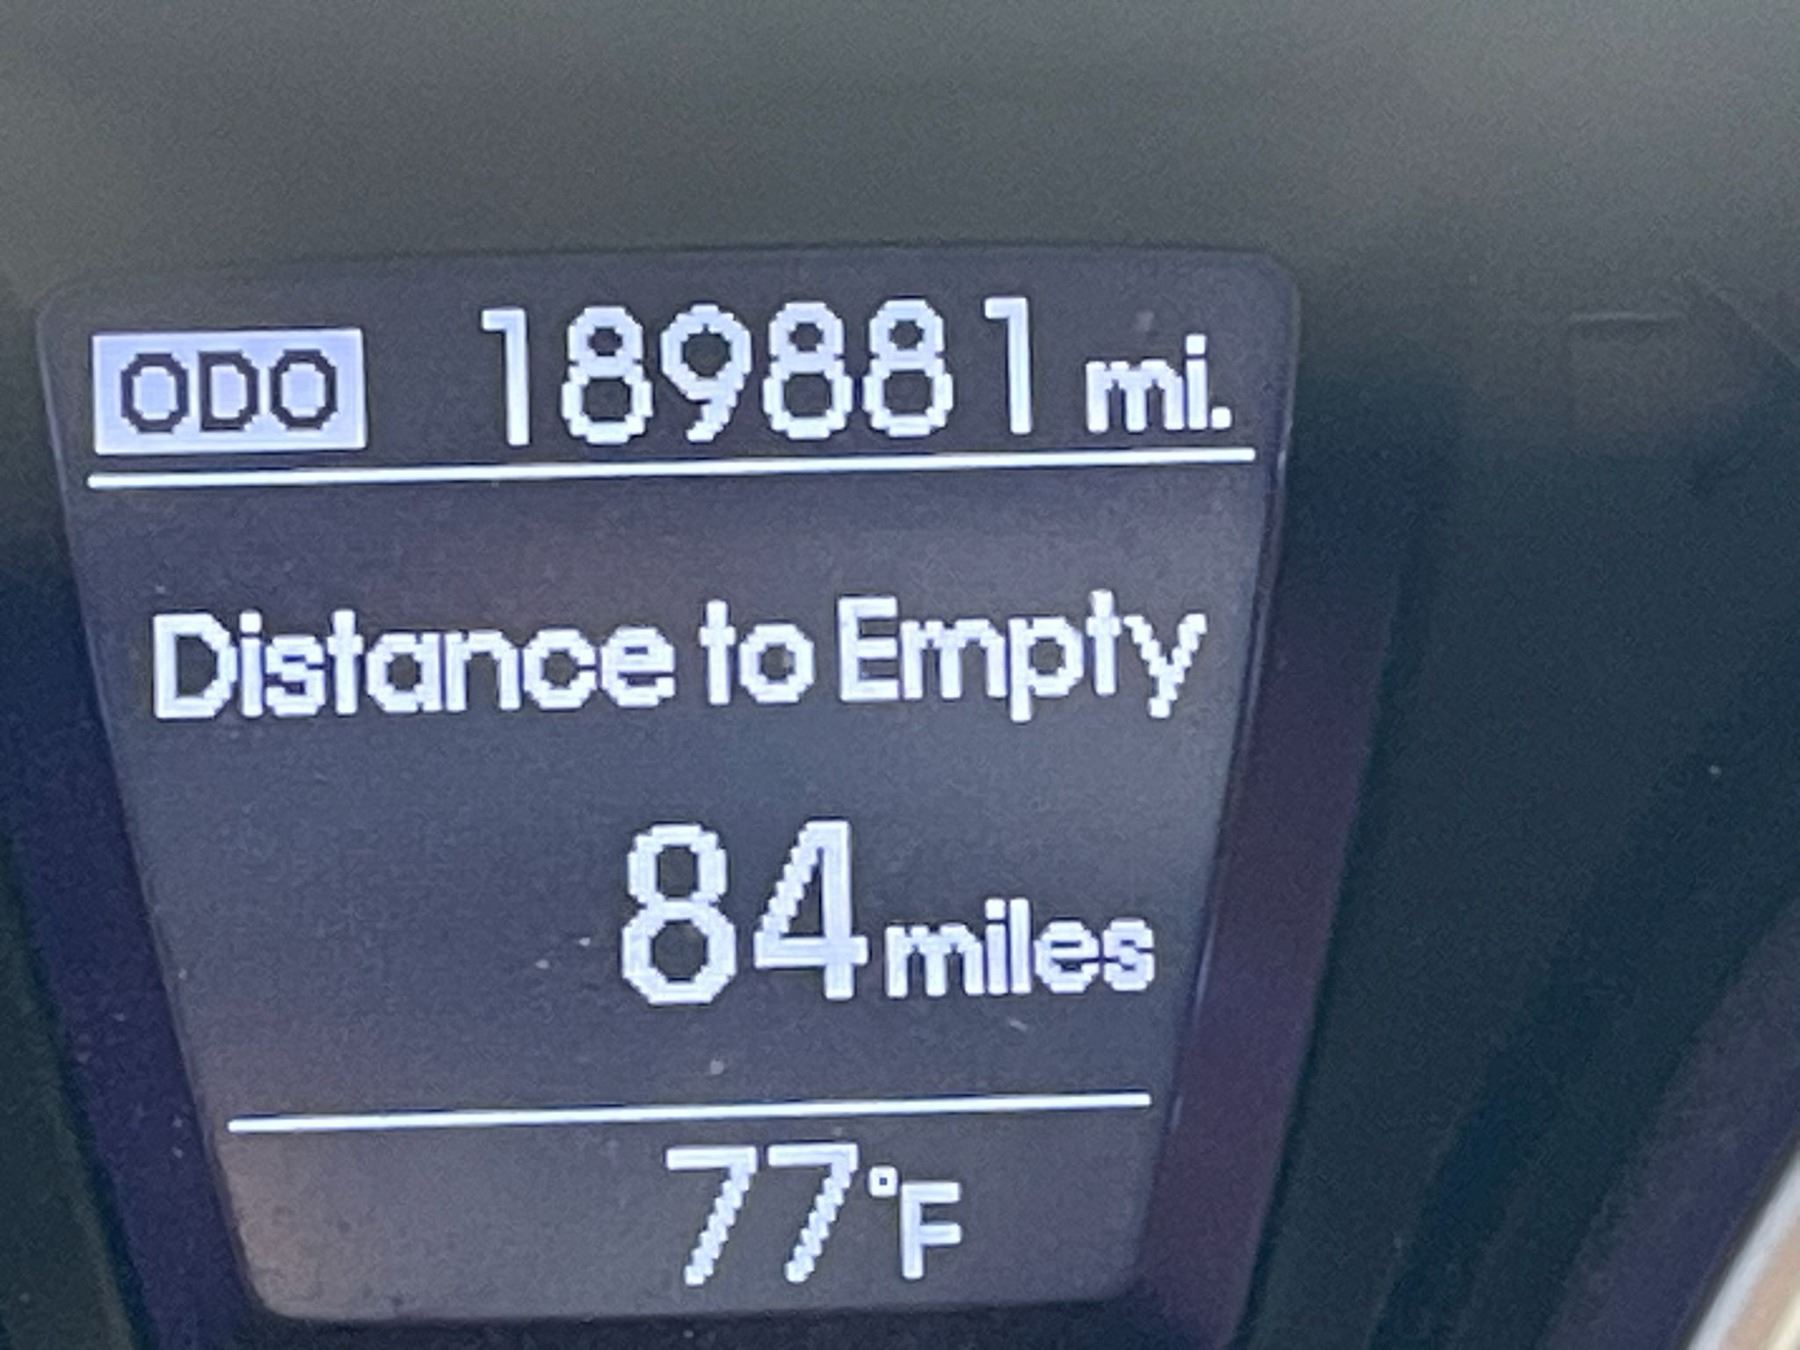 ODO 189881 mi.
Distance to Empty
84 miles
77°F